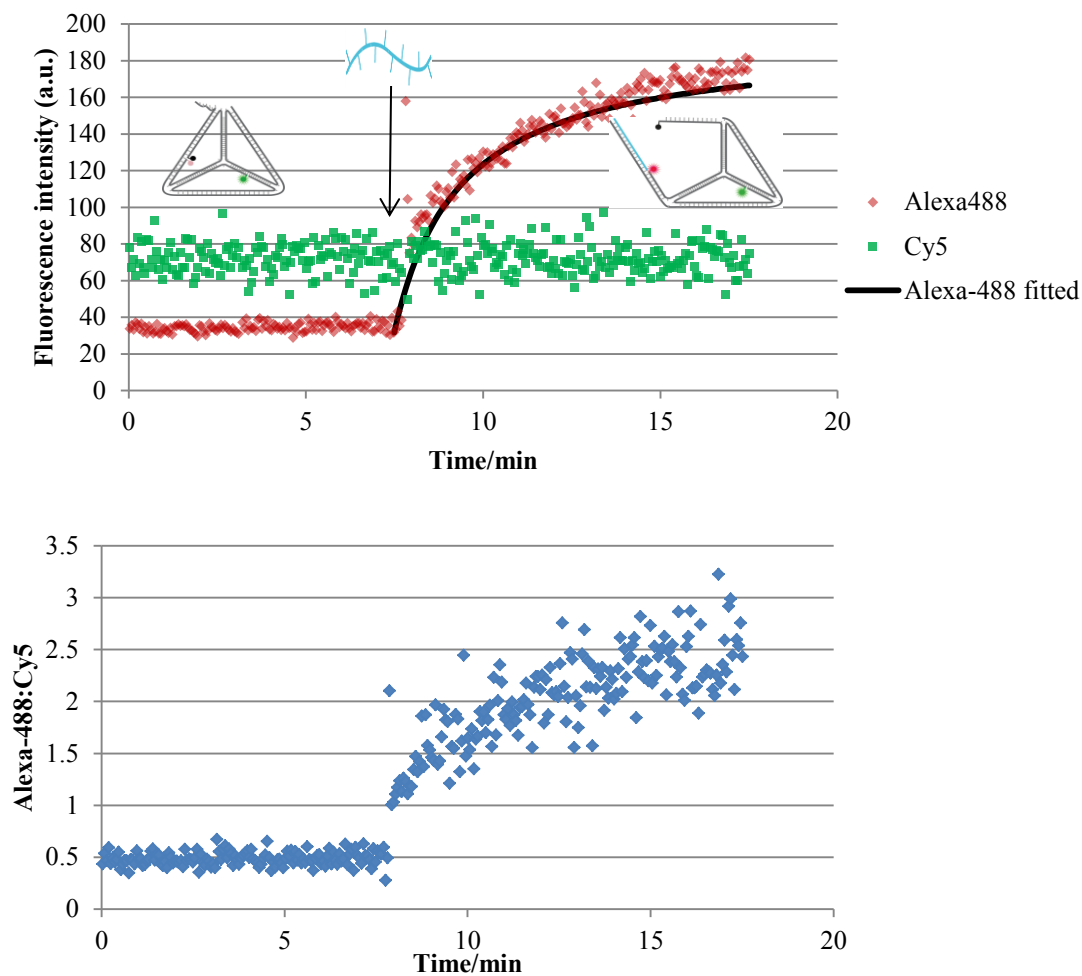 Fluorescence intensity (a.u.)
200
180
160
140
120
100
80
60
40
20
0
0 5 10 15 20
Time/min
Alexa488
Cy5
Alexa-488 fitted
Alexa-488:Cy5
3.5
3
2.5
2
1.5
1
0.5
0
0 5 10 15 20
Time/min